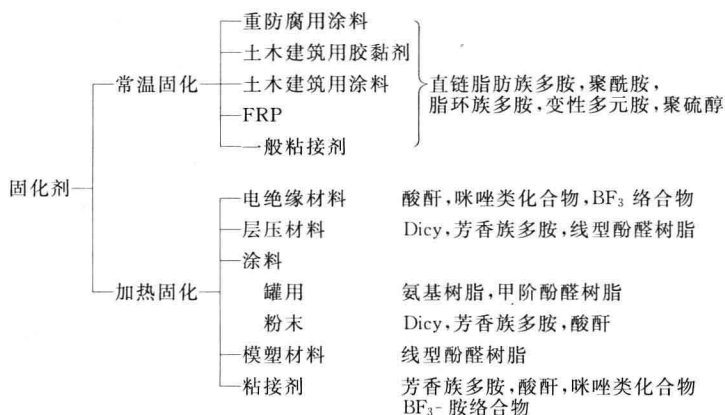 重防腐用涂料
土木建筑用胶黏剂
常温固化
土木建筑用涂料
直链脂肪族多胺,聚酰胺,
脂环族多胺,变性多元胺,聚硫醇
FRP
一般粘接剂
固化剂
电绝缘材料 酸酐,咪唑类化合物,BF₃ 络合物
层压材料 Dicy,芳香族多胺,线型酚醛树脂
涂料
加热固化
罐用 氨基树脂,甲阶酚醛树脂
粉末 Dicy,芳香族多胺,酸酐
模塑材料 线型酚醛树脂
粘接剂 芳香族多胺,酸酐,咪唑类化合物
BF₃-胺络合物